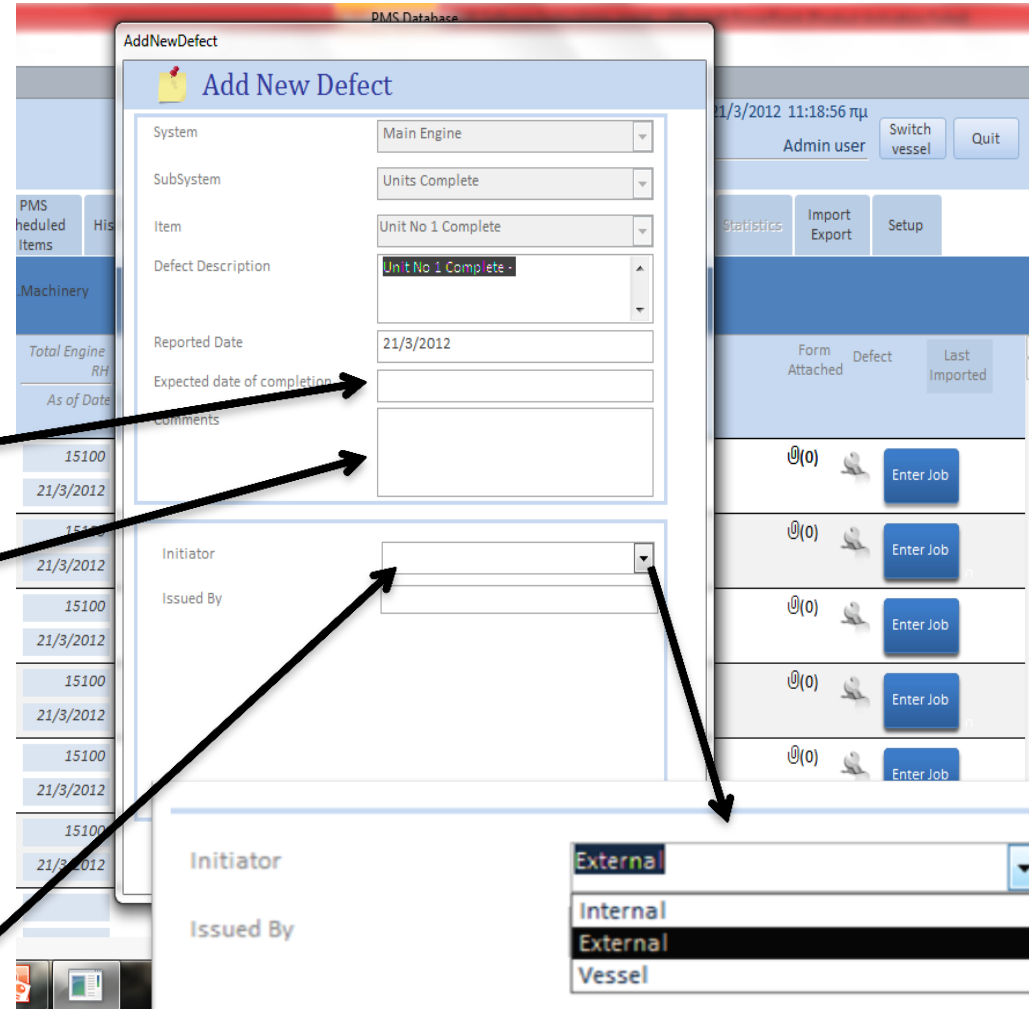 PMS Database
AddNewDefect
Add New Defect
21/3/2012 11:18:56 πμ
Admin user
Switch
vessel
Quit
PMS
heduled
Items
His
Statistics
Import
Export
Setup
.Machinery
Total Engine
RH
As of Date
Form
Attached
Defect
Last
Imported
System
Main Engine
SubSystem
Units Complete
Item
Unit No 1 Complete
Defect Description
Unit No 1 Complete -
Reported Date
21/3/2012
Expected date of completion
Comments
Initiator
Issued By
15100
21/3/2012
(0)
Enter Job
15100
21/3/2012
(0)
Enter Job
15100
21/3/2012
(0)
Enter Job
15100
21/3/2012
(0)
Enter Job
15100
21/3/2012
(0)
Enter Job
15100
21/3/2012
Initiator
External
Internal
External
Vessel
Issued By